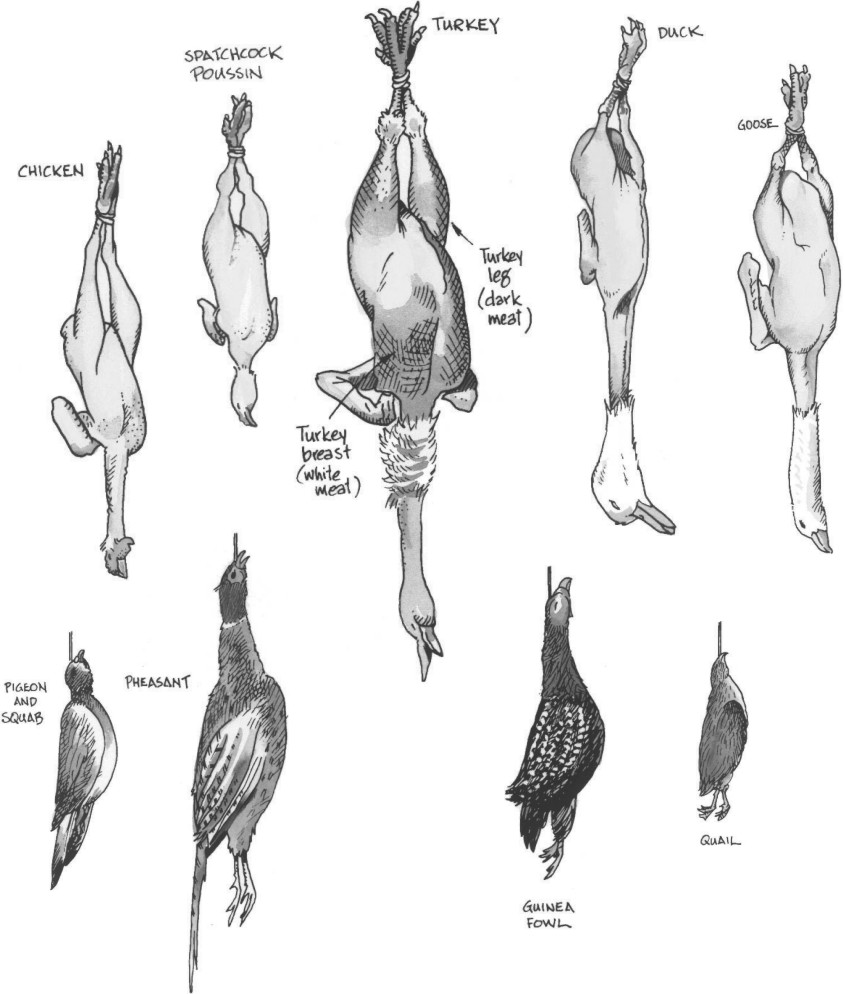 TURKEY
DUCK
SPATCHCOCK
POUSSIN
GOOSE
CHICKEN
Turkey
leg
(dark
meat)
Turkey
breast
(white
meat)
PIGEON
AND
SQUAB
PHEASANT
QUAIL
GUINEA
FOWL